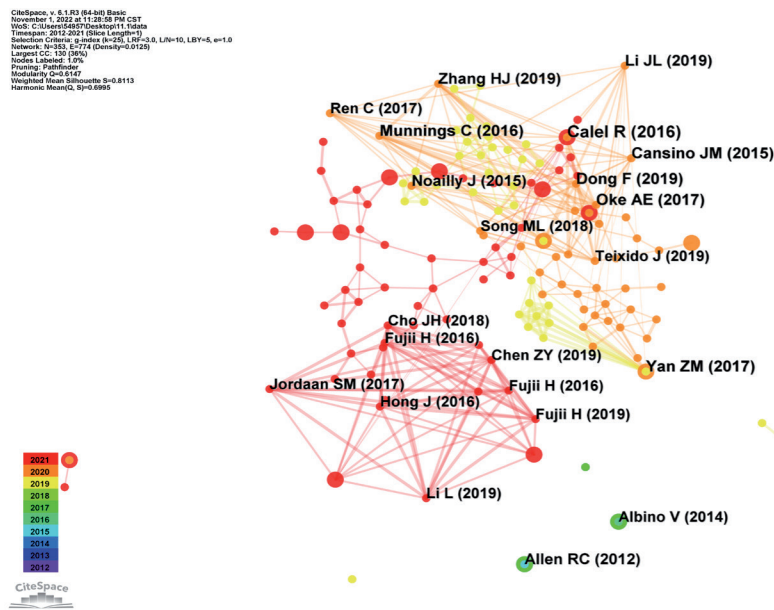 CiteSpace, v. 6.1.R3 (64-bit) Basic
November 1, 2022 at 11:28:58 PM CST
WoS: C:\Users\54957\Desktop\11.1\data
Timespan: 2012-2021 (Slice Length=1)
Selection Criteria: g-index (k=25), LRF=3.0, L/N=10, LBY=5, e=1.0
Network: N=353, E=774 (Density=0.0125)
Largest CC: 130 (36%)
Nodes Labeled: 1.0%
Pruning: Pathfinder
Modularity Q=0.6147
Weighted Mean Silhouette S=0.8113
Harmonic Mean(Q, S)=0.6995
Li JL (2019)
Zhang HJ (2019)
Ren C (2017)
Munnings C (2016)
Calel R (2016)
Cansino JM (2015)
Noailly J (2015)
Dong F (2019)
Oke AE (2017)
Song ML (2018)
Teixido J (2019)
Cho JH (2018)
Fujii H (2016)
Chen ZY (2019)
Yan ZM (2017)
Jordaan SM (2017)
Fujii H (2016)
Hong J (2016)
Fujii H (2019)
Li L (2019)
Albino V (2014)
Allen RC (2012)
2021
2020
2019
2018
2017
2016
2015
2014
2013
2012
CiteSpace